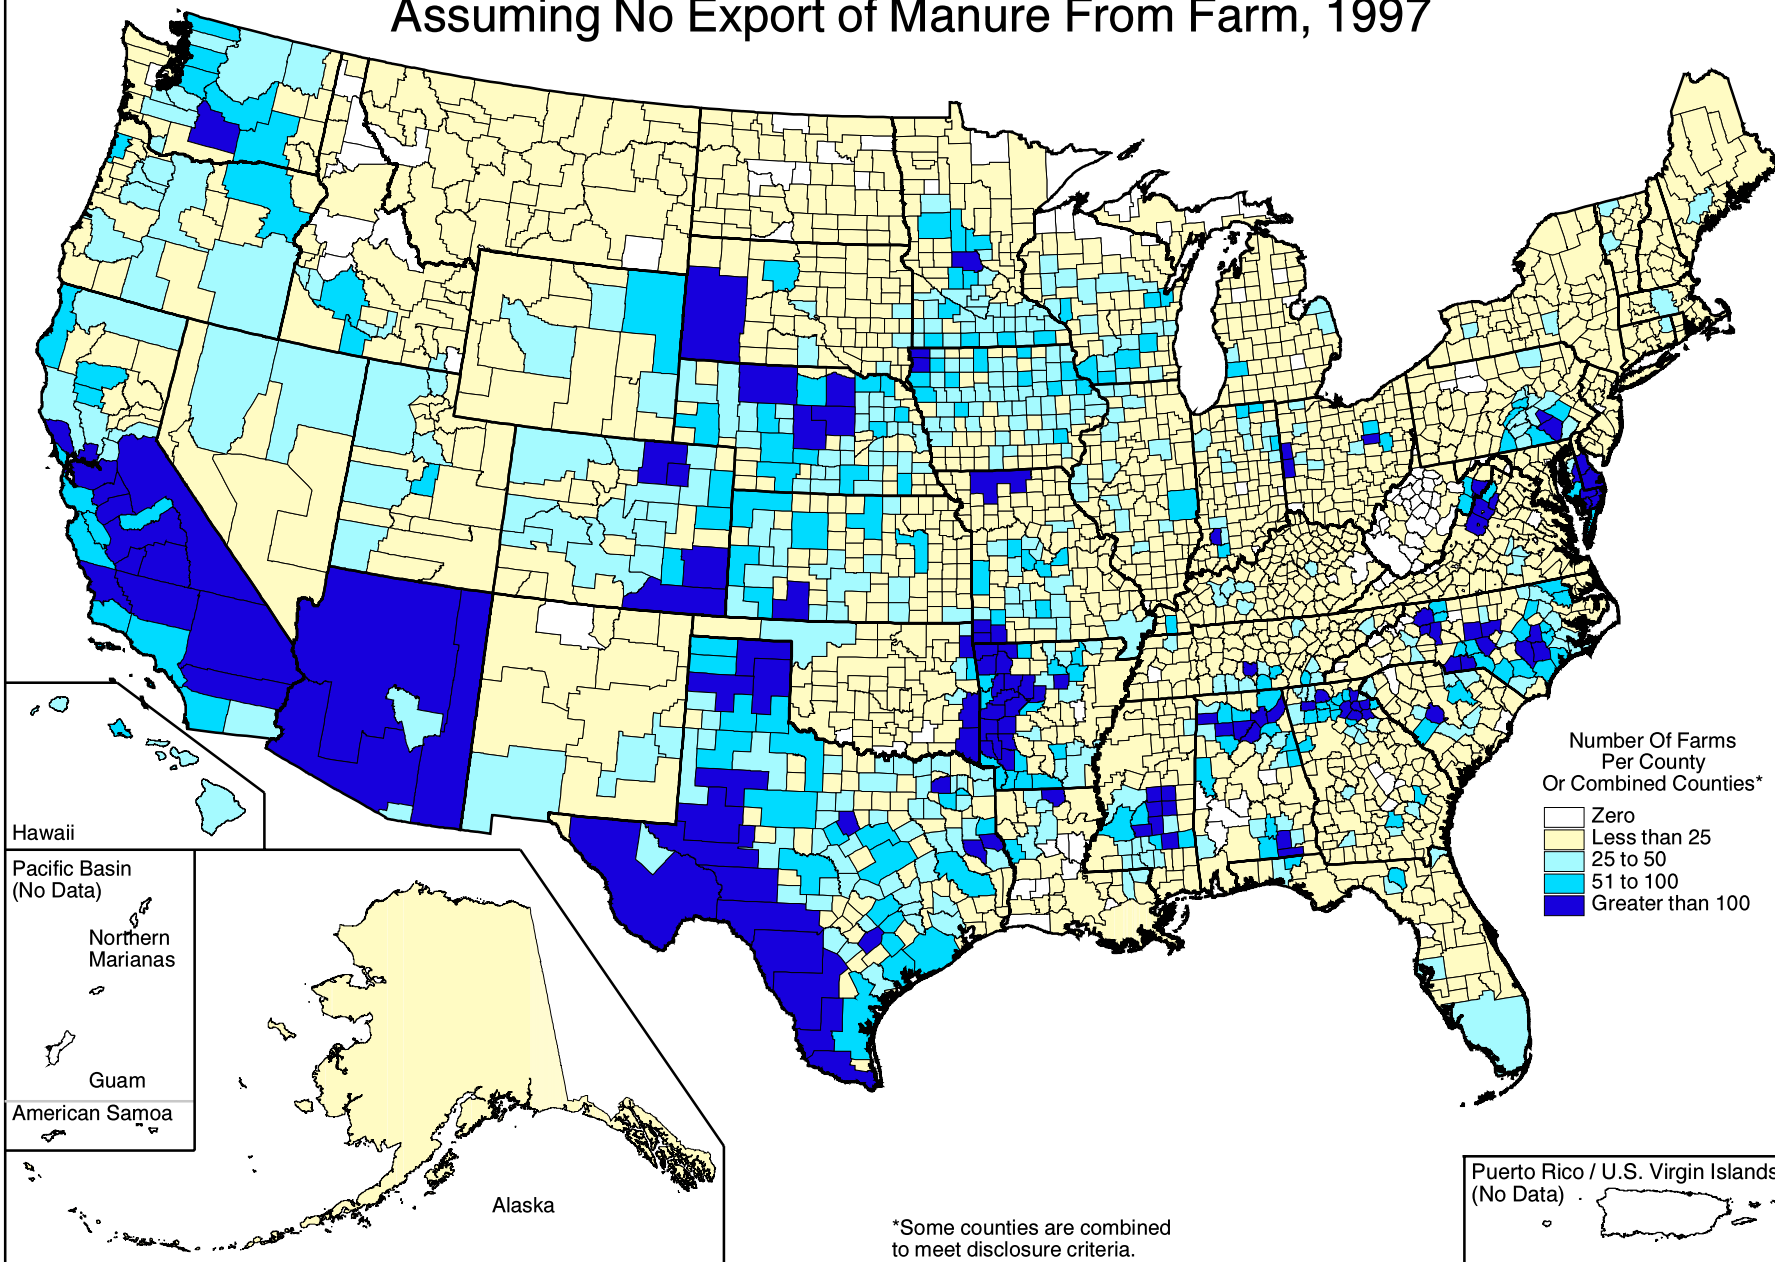 Assuming No Export of Manure From Farm, 1997
Number Of Farms
Per County
Or Combined Counties*
Zero
Less than 25
25 to 50
51 to 100
Greater than 100
Hawaii
Pacific Basin
(No Data)
Northern
Marianas
Guam
American Samoa
Alaska
*Some counties are combined
to meet disclosure criteria.
Puerto Rico / U.S. Virgin Islands
(No Data)